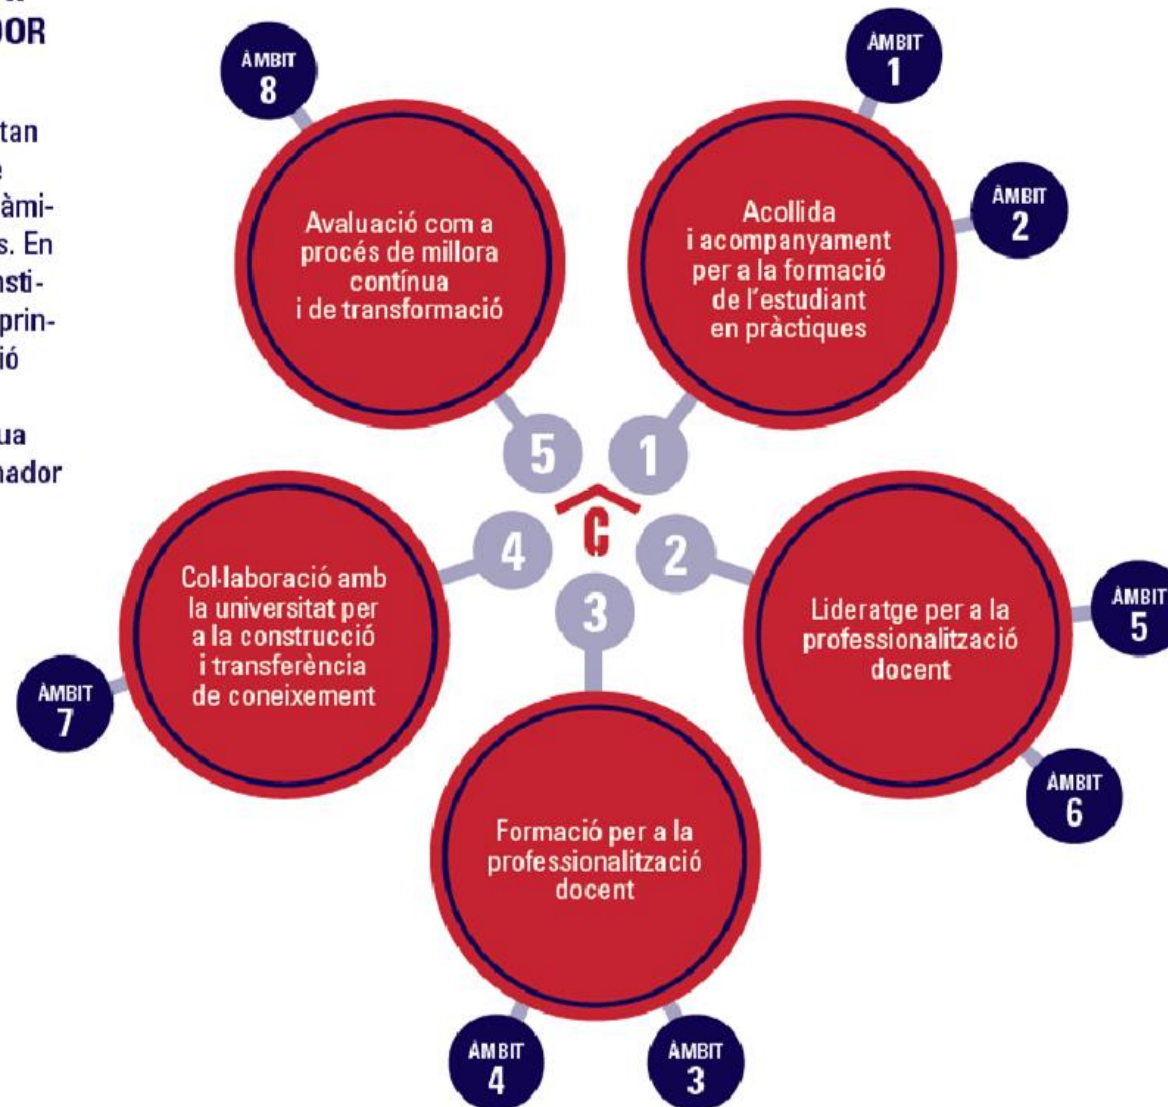 DOR
tan
àmi-
s. En
nsti-
prin-
ió
ua
nador
ÀMBIT
8
Avaluació com a
procés de millora
contínua
i de transformació
5
ÀMBIT
1
ÀMBIT
2
Acollida
i acompanyament
per a la formació
de l'estudiant
en pràctiques
1
C
2
Lideratge per a la
professionalització
docent
ÀMBIT
5
ÀMBIT
6
3
Formació per a la
professionalització
docent
ÀMBIT
4
ÀMBIT
3
4
Col·laboració amb
la universitat per
a la construcció
i transferència
de coneixement
ÀMBIT
7